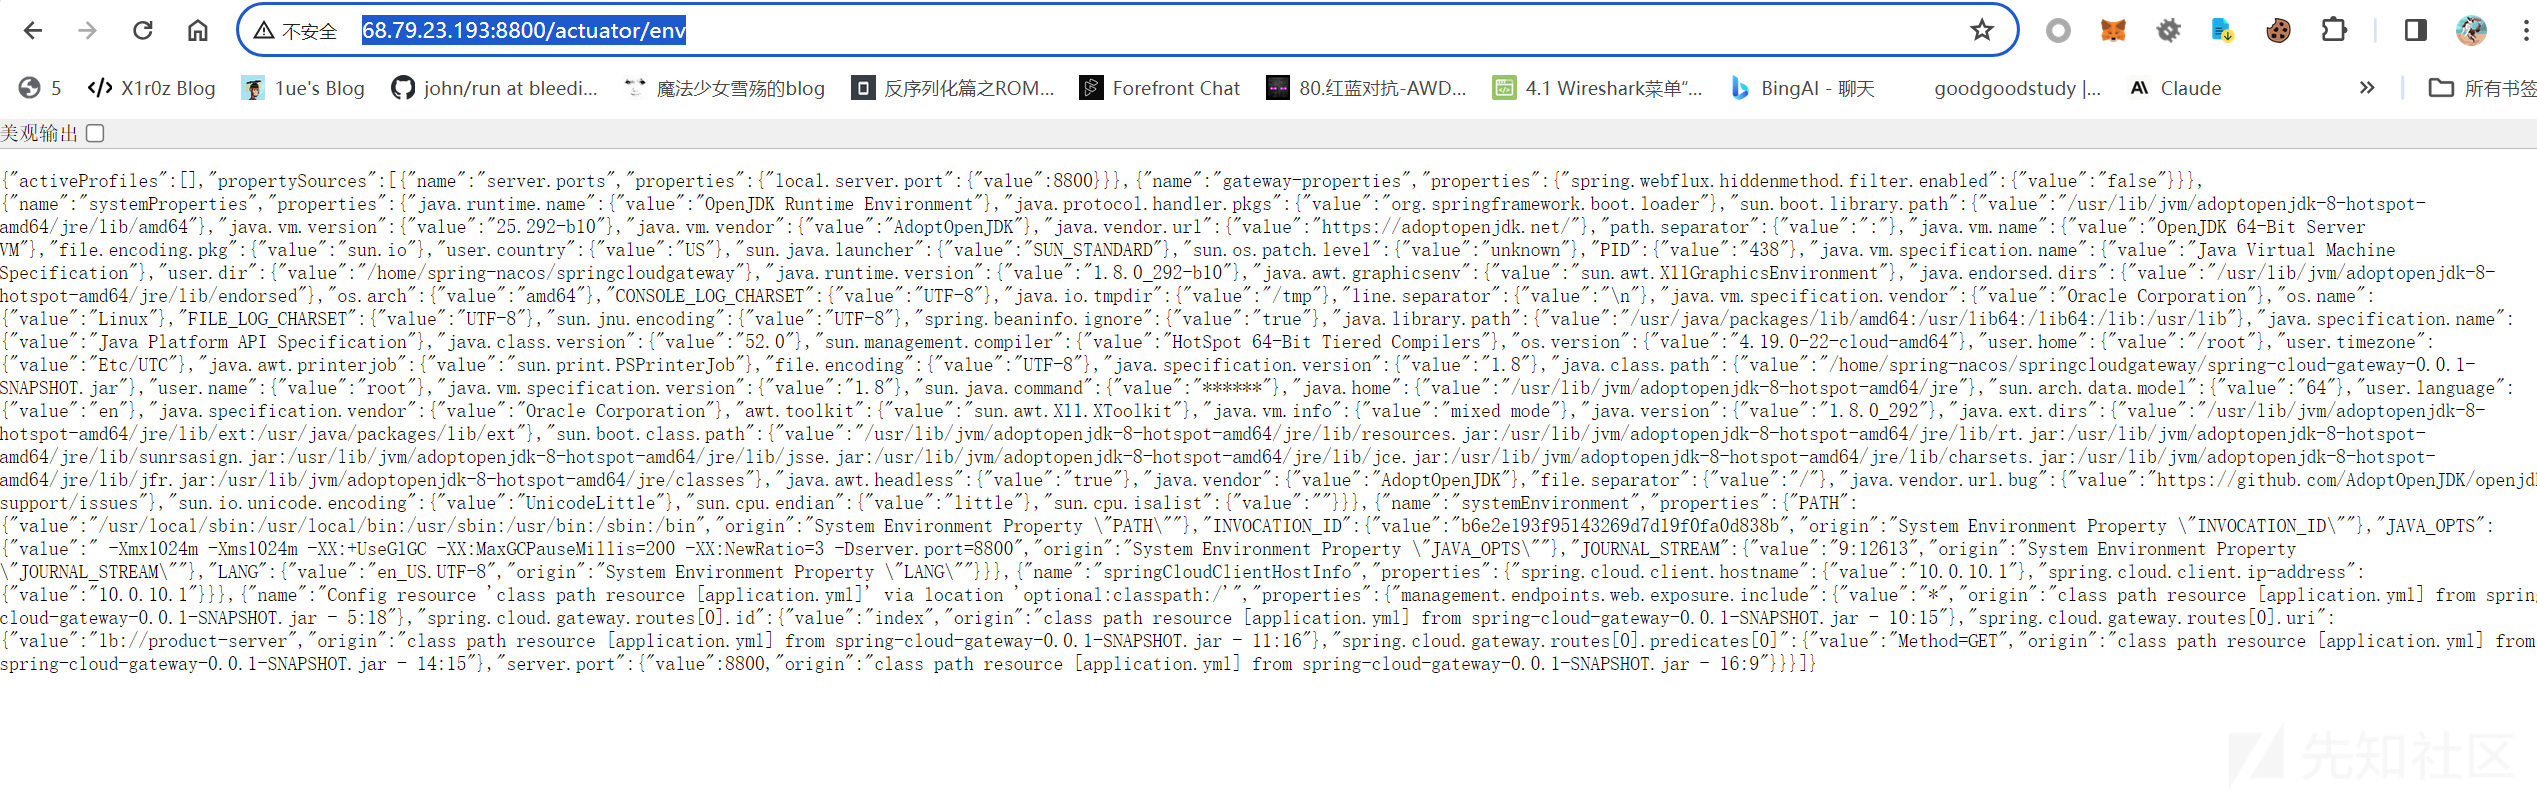 不安全 68.79.23.193:8800/actuator/env
5 X1r0z Blog 1ue's Blog john/run at bleedi... 魔法少女雪殇的blog 反序列化篇之ROM... Forefront Chat 80.红蓝对抗-AWD... 4.1 Wireshark菜单“... BingAI - 聊天 goodgoodstudy |... Claude » 所有书签
美观输出
{"activeProfiles":[],"propertySources":[{"name":"server.ports","properties":{"local.server.port":{"value":8800}}},{"name":"gateway-properties","properties":{"spring.webflux.hiddenmethod.filter.enabled":{"value":"false"}}},
{"name":"systemProperties","properties":{"java.runtime.name":{"value":"OpenJDK Runtime Environment"},"java.protocol.handler.pkgs":{"value":"org.springframework.boot.loader"},"sun.boot.library.path":{"value":"/usr/lib/jvm/adoptopenjdk-8-hotspot-
amd64/jre/lib/amd64"},"java.vm.version":{"value":"25.292-b10"},"java.vm.vendor":{"value":"AdoptOpenJDK"},"java.vendor.url":{"value":"https://adoptopenjdk.net/"},"path.separator":{"value":":"},"java.vm.name":{"value":"OpenJDK 64-Bit Server
VM"},"file.encoding.pkg":{"value":"sun.io"},"user.country":{"value":"US"},"sun.java.launcher":{"value":"SUN_STANDARD"},"sun.os.patch.level":{"value":"unknown"},"PID":{"value":"438"},"java.vm.specification.name":{"value":"Java Virtual Machine
Specification"},"user.dir":{"value":"/home/spring-nacos/springcloudgateway"},"java.runtime.version":{"value":"1.8.0_292-b10"},"java.awt.graphicsenv":{"value":"sun.awt.X11GraphicsEnvironment"},"java.endorsed.dirs":{"value":"/usr/lib/jvm/adoptopenjdk-8-
hotspot-amd64/jre/lib/endorsed"},"os.arch":{"value":"amd64"},"CONSOLE_LOG_CHARSET":{"value":"UTF-8"},"java.io.tmpdir":{"value":"/tmp"},"line.separator":{"value":"\n"},"java.vm.specification.vendor":{"value":"Oracle Corporation"},"os.name":
{"value":"Linux"},"FILE_LOG_CHARSET":{"value":"UTF-8"},"sun.jnu.encoding":{"value":"UTF-8"},"spring.beaninfo.ignore":{"value":"true"},"java.library.path":{"value":"/usr/java/packages/lib/amd64:/usr/lib64:/lib64:/lib:/usr/lib"},"java.specification.name":
{"value":"Java Platform API Specification"},"java.class.version":{"value":"52.0"},"sun.management.compiler":{"value":"HotSpot 64-Bit Tiered Compilers"},"os.version":{"value":"4.19.0-22-cloud-amd64"},"user.home":{"value":"/root"},"user.timezone":
{"value":"Etc/UTC"},"java.awt.printerjob":{"value":"sun.print.PSPrinterJob"},"file.encoding":{"value":"UTF-8"},"java.specification.version":{"value":"1.8"},"java.class.path":{"value":"/home/spring-nacos/springcloudgateway/spring-cloud-gateway-0.0.1-
SNAPSHOT.jar"},"user.name":{"value":"root"},"java.vm.specification.version":{"value":"1.8"},"sun.java.command":{"value":"******"},"java.home":{"value":"/usr/lib/jvm/adoptopenjdk-8-hotspot-amd64/jre"},"sun.arch.data.model":{"value":"64"},"user.language":
{"value":"en"},"java.specification.vendor":{"value":"Oracle Corporation"},"awt.toolkit":{"value":"sun.awt.X11.XToolkit"},"java.vm.info":{"value":"mixed mode"},"java.version":{"value":"1.8.0_292"},"java.ext.dirs":{"value":"/usr/lib/jvm/adoptopenjdk-8-
hotspot-amd64/jre/lib/ext:/usr/java/packages/lib/ext"},"sun.boot.class.path":{"value":"/usr/lib/jvm/adoptopenjdk-8-hotspot-amd64/jre/lib/resources.jar:/usr/lib/jvm/adoptopenjdk-8-hotspot-amd64/jre/lib/rt.jar:/usr/lib/jvm/adoptopenjdk-8-hotspot-
amd64/jre/lib/sunrsasign.jar:/usr/lib/jvm/adoptopenjdk-8-hotspot-amd64/jre/lib/jsse.jar:/usr/lib/jvm/adoptopenjdk-8-hotspot-amd64/jre/lib/jce.jar:/usr/lib/jvm/adoptopenjdk-8-hotspot-amd64/jre/lib/charsets.jar:/usr/lib/jvm/adoptopenjdk-8-hotspot-
amd64/jre/lib/jfr.jar:/usr/lib/jvm/adoptopenjdk-8-hotspot-amd64/jre/classes"},"java.awt.headless":{"value":"true"},"java.vendor":{"value":"AdoptOpenJDK"},"file.separator":{"value":"/"},"java.vendor.url.bug":{"value":"https://github.com/AdoptOpenJDK/openjd
support/issues"},"sun.io.unicode.encoding":{"value":"UnicodeLittle"},"sun.cpu.endian":{"value":"little"},"sun.cpu.isalist":{"value":""}}},{"name":"systemEnvironment","properties":{"PATH":
{"value":"/usr/local/sbin:/usr/local/bin:/usr/sbin:/usr/bin:/sbin:/bin","origin":"System Environment Property \"PATH\""},"INVOCATION_ID":{"value":"b6e2e193f95143269d7d19f0fa0d838b","origin":"System Environment Property \"INVOCATION_ID\""},"JAVA_OPTS":
{"value":" -Xmx1024m -Xms1024m -XX:+UseG1GC -XX:MaxGCPauseMillis=200 -XX:NewRatio=3 -Dserver.port=8800","origin":"System Environment Property \"JAVA_OPTS\""},"JOURNAL_STREAM":{"value":"9:12613","origin":"System Environment Property
\"JOURNAL_STREAM\""},"LANG":{"value":"en_US.UTF-8","origin":"System Environment Property \"LANG\""}}},{"name":"springCloudClientHostInfo","properties":{"spring.cloud.client.hostname":{"value":"10.0.10.1"},"spring.cloud.client.ip-address":
{"value":"10.0.10.1"}}},{"name":"Config resource 'class path resource [application.yml]' via location 'optional:classpath:/'","properties":{"management.endpoints.web.exposure.include":{"value":"*","origin":"class path resource [application.yml] from spring
cloud-gateway-0.0.1-SNAPSHOT.jar - 5:18"},"spring.cloud.gateway.routes[0].id":{"value":"index","origin":"class path resource [application.yml] from spring-cloud-gateway-0.0.1-SNAPSHOT.jar - 10:15"},"spring.cloud.gateway.routes[0].uri":
{"value":"lb://product-server","origin":"class path resource [application.yml] from spring-cloud-gateway-0.0.1-SNAPSHOT.jar - 11:16"},"spring.cloud.gateway.routes[0].predicates[0]":{"value":"Method=GET","origin":"class path resource [application.yml] from
spring-cloud-gateway-0.0.1-SNAPSHOT.jar - 14:15"},"server.port":{"value":8800,"origin":"class path resource [application.yml] from spring-cloud-gateway-0.0.1-SNAPSHOT.jar - 16:9"}}}]}
先知社区